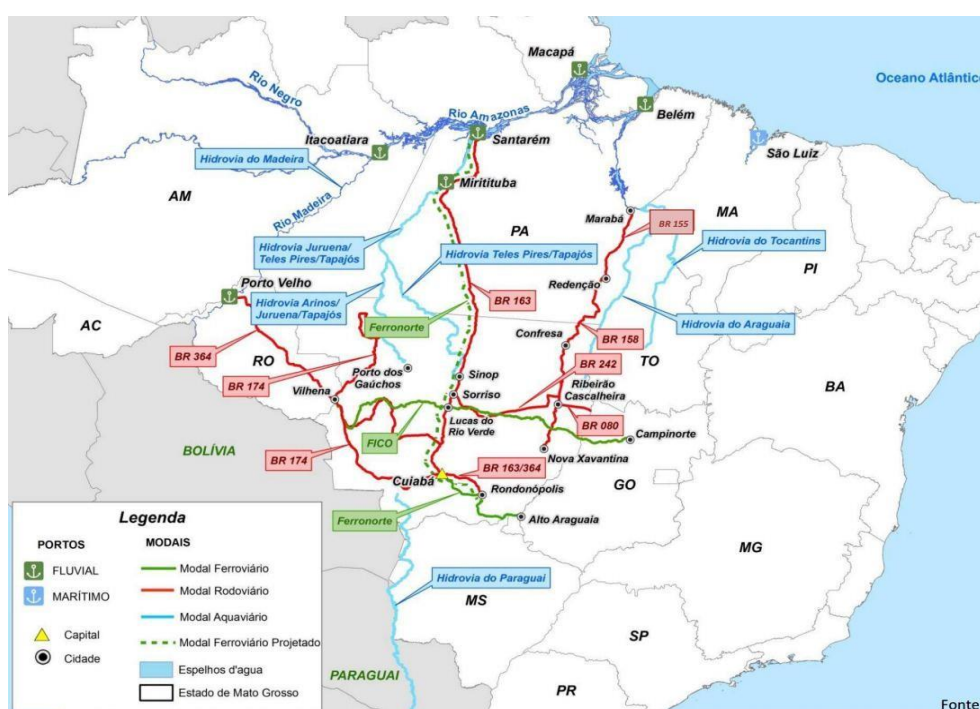 Macapá
Oceano Atlântic
Rio Negro
Rio Amazonas
Belém
Itacoatiara
Santarém
São Luiz
Hidrovia do Madeira
Miritituba
AM
Rio Madeira
Marabá
BR 155
MA
PA
Hidrovia Juruena/
Teles Pires/Tapajós
Hidrovia Teles Pires/Tapajós
Hidrovia do Tocantins
PI
Porto Velho
Redenção
Hidrovia Arinos/
Juruena/Tapajós
BR 163
AC
Ferronorte
Hidrovia do Araguaia
Confresa
BR 158
BR 364
RO
TO
BR 174
Porto dos
Gaúchos
Sinop
BR 242
BA
Vilhena
Sorriso
Ribeirão
Cascalheira
Lucas do
Rio Verde
BR 080
FICO
Campinorte
BOLÍVIA
BR 174
Nova Xavantina
Cuiabá
BR 163/364
GO
Rondonópolis
Ferronorte
Alto Araguaia
MG
Legenda
PORTOS
MODAIS
FLUVIAL
Modal Ferroviário
MARÍTIMO
Modal Rodoviário
Hidrovia do Paraguai
MS
Modal Aquaviário
Capital
SP
Modal Ferroviário Projetado
Cidade
Espelhos d'agua
PARAGUAI
Estado de Mato Grosso
PR
Fonte